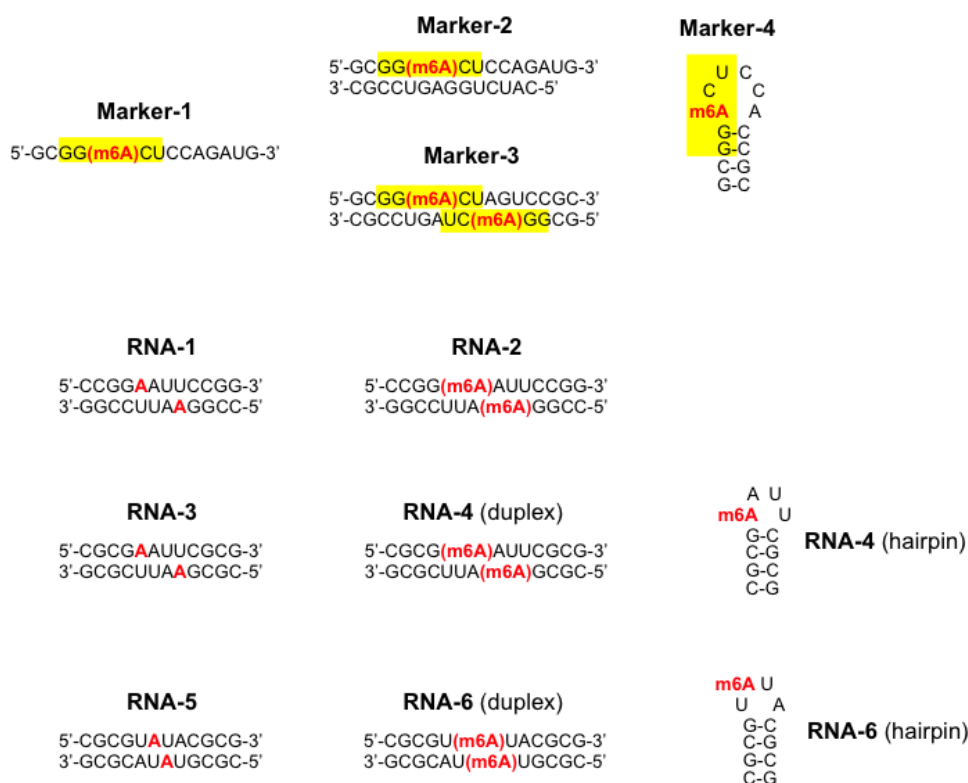 Marker-1
5'-GCGG(m6A)CUCCAGAUG-3'
Marker-2
5'-GCGG(m6A)CUCCAGAUG-3'
3'-CGCCUGAGGUCUAC-5'
Marker-3
5'-GCGG(m6A)CUAGUCCGC-3'
3'-CGCCUGAUC(m6A)GGCG-5'
Marker-4
U C
C C
m6A A
G-C
G-C
C-G
G-C
RNA-1
5'-CCGGAAUUCCGG-3'
3'-GGCCUUAAGGCC-5'
RNA-2
5'-CCGG(m6A)AUUCCGG-3'
3'-GGCCUUA(m6A)GGCC-5'
RNA-3
5'-CGCGAAUUCGCG-3'
3'-GCGCUUAAGCGC-5'
RNA-4 (duplex)
5'-CGCG(m6A)AUUCGCG-3'
3'-GCGCUUA(m6A)GCGC-5'
A U
m6A U
G-C
C-G
G-C
C-G
RNA-4 (hairpin)
RNA-5
5'-CGCGUAUACGCG-3'
3'-GCGCAUAUGCGC-5'
RNA-6 (duplex)
5'-CGCGU(m6A)UACGCG-3'
3'-GCGCAU(m6A)UGCGC-5'
m6A U
U A
G-C
C-G
G-C
C-G
RNA-6 (hairpin)